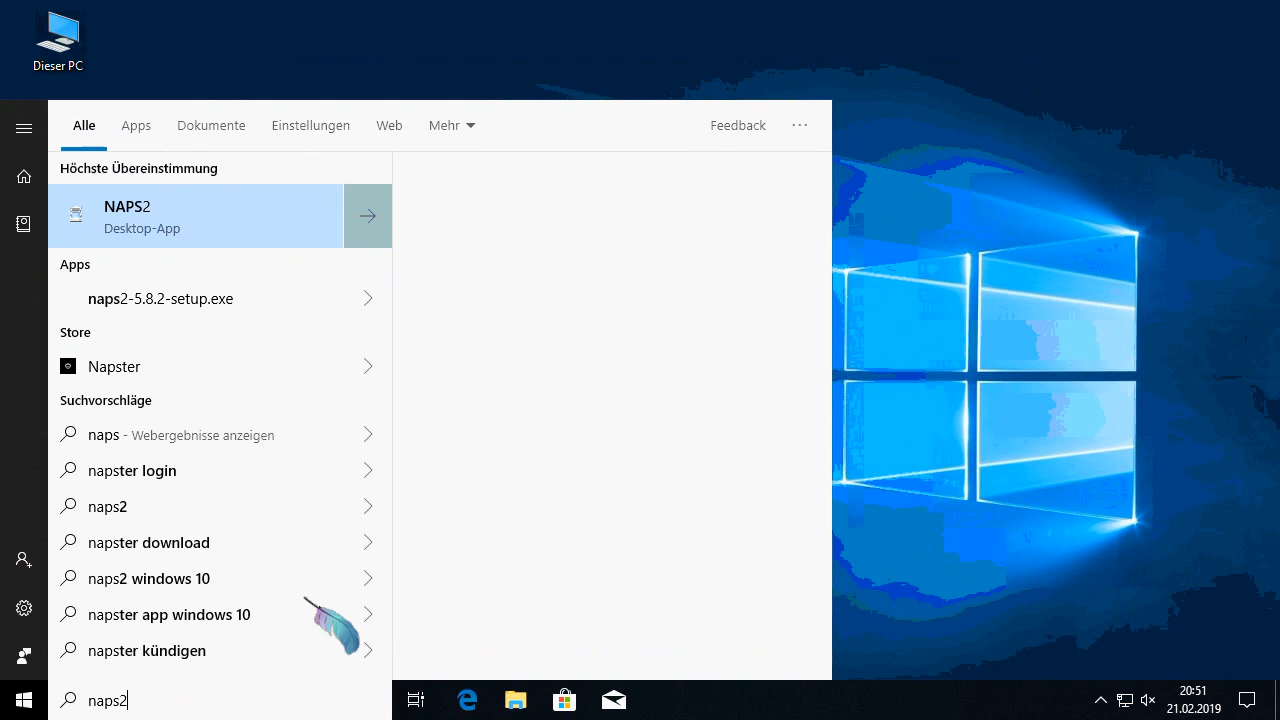 Dieser PC
Alle Apps Dokumente Einstellungen Web Mehr Feedback ...
Höchste Übereinstimmung
NAPS2
Desktop-App
Apps
naps2-5.8.2-setup.exe
Store
Napster
Suchvorschläge
naps - Webergebnisse anzeigen
napster login
naps2
napster download
naps2 windows 10
napster app windows 10
napster kündigen
naps2
20:51
21.02.2019